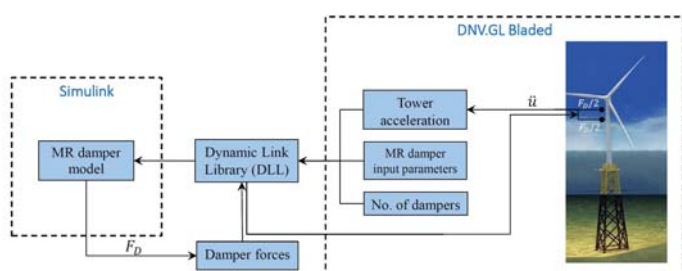 DNV.GL Bladed
Simulink
Tower
acceleration
ü
F_D/2
F_D/2
MR damper
model
Dynamic Link
Library (DLL)
MR damper
input parameters
No. of dampers
F_D
Damper forces